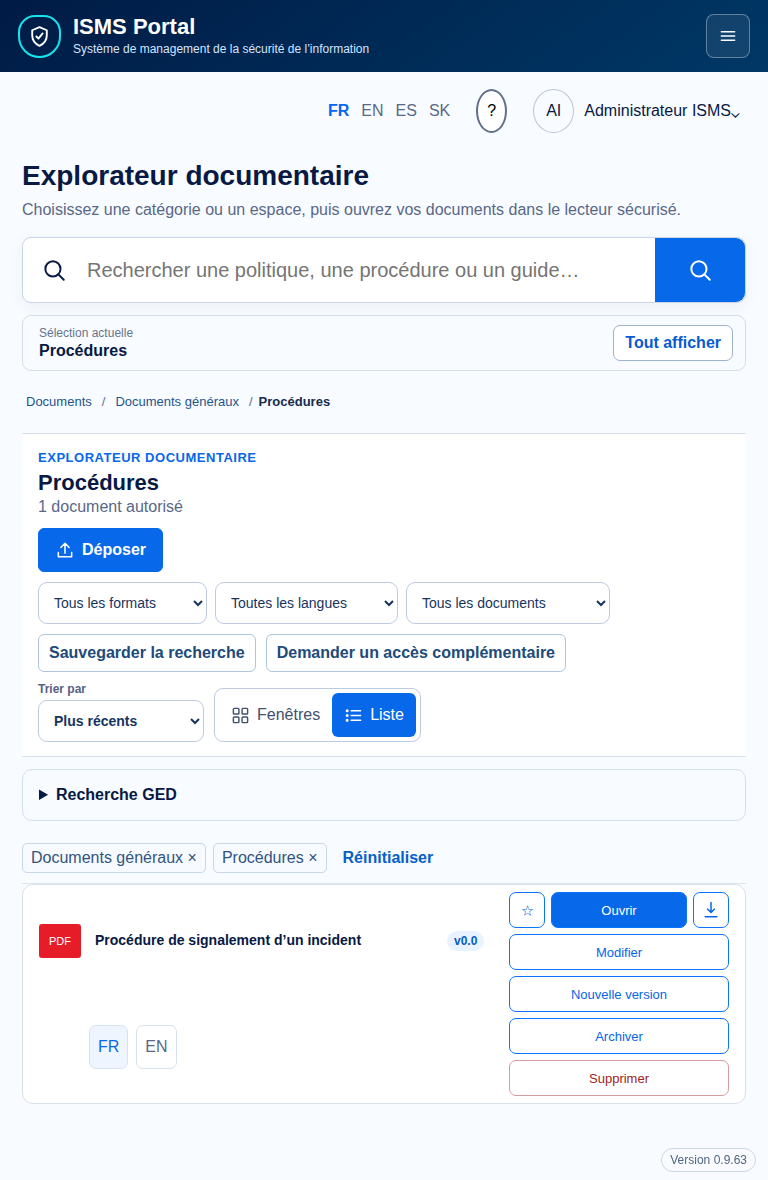 ISMS Portal
Système de management de la sécurité de l’information
FR EN ES SK ? AI Administrateur ISMS
Explorateur documentaire
Choisissez une catégorie ou un espace, puis ouvrez vos documents dans le lecteur sécurisé.
Rechercher une politique, une procédure ou un guide…
Sélection actuelle
Procédures
Tout afficher
Documents / Documents généraux / Procédures
EXPLORATEUR DOCUMENTAIRE
Procédures
1 document autorisé
Déposer
Tous les formats Toutes les langues Tous les documents
Sauvegarder la recherche Demander un accès complémentaire
Trier par
Plus récents Fenêtres Liste
Recherche GED
Documents généraux × Procédures × Réinitialiser
PDF Procédure de signalement d’un incident v0.0
FR EN
☆ Ouvrir
Modifier
Nouvelle version
Archiver
Supprimer
Version 0.9.63